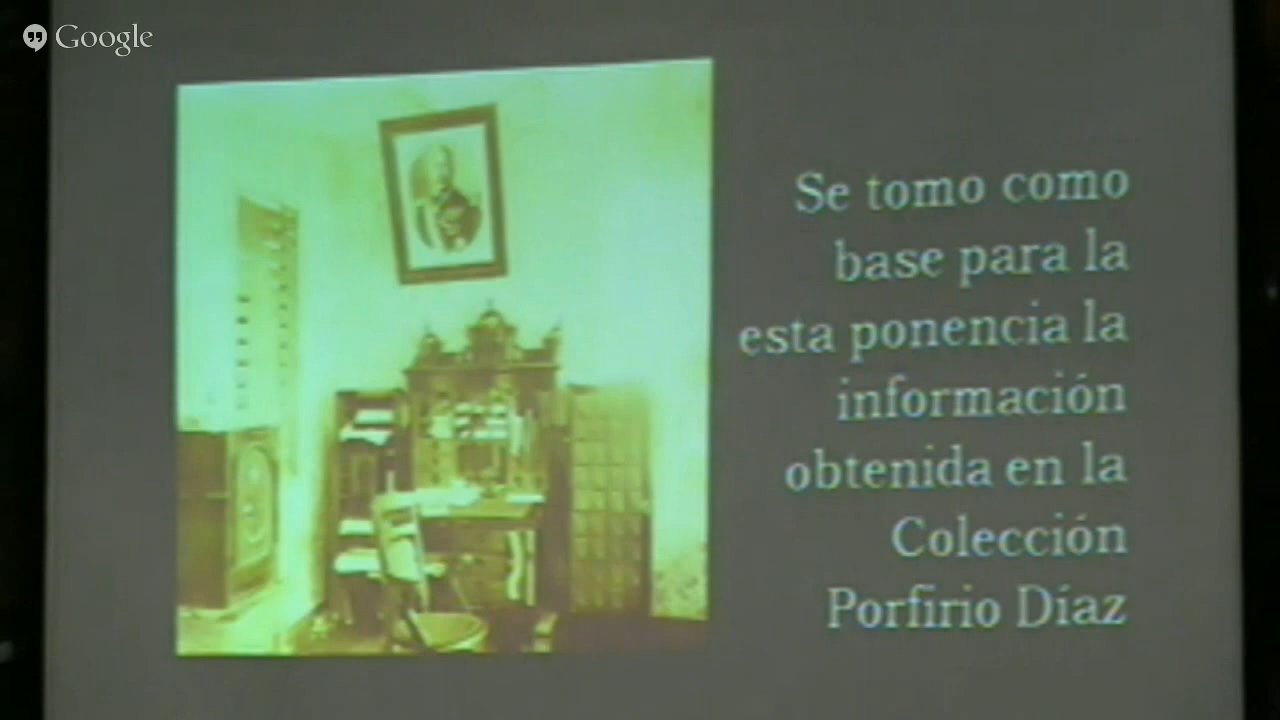 Google
Se tomo como
base para la
esta ponencia la
información
obtenida en la
Colección
Porfirio Díaz